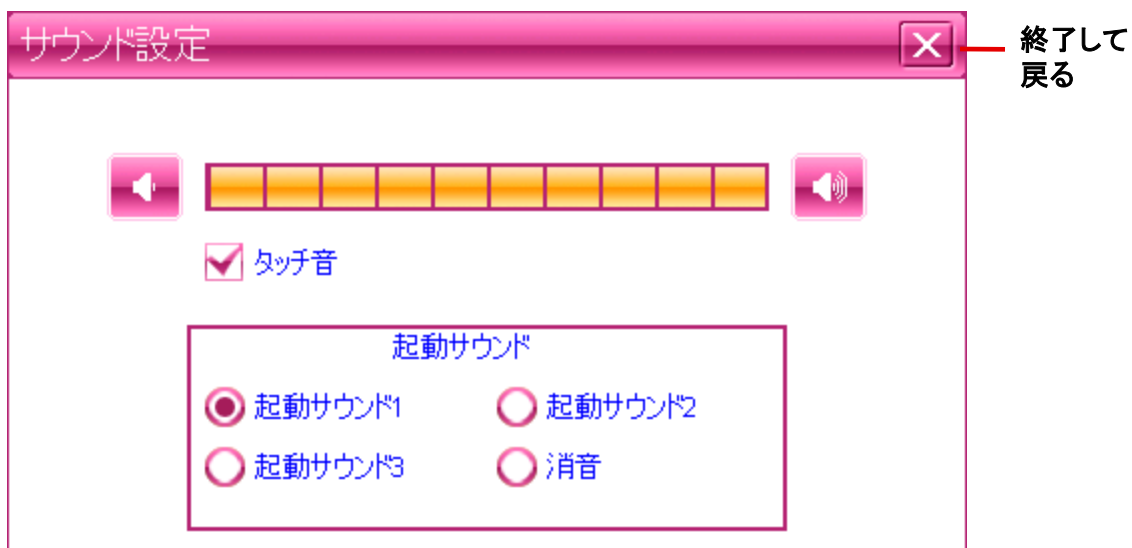 サウンド設定
終了して
戻る
タッチ音
起動サウンド
起動サウンド1
起動サウンド2
起動サウンド3
消音